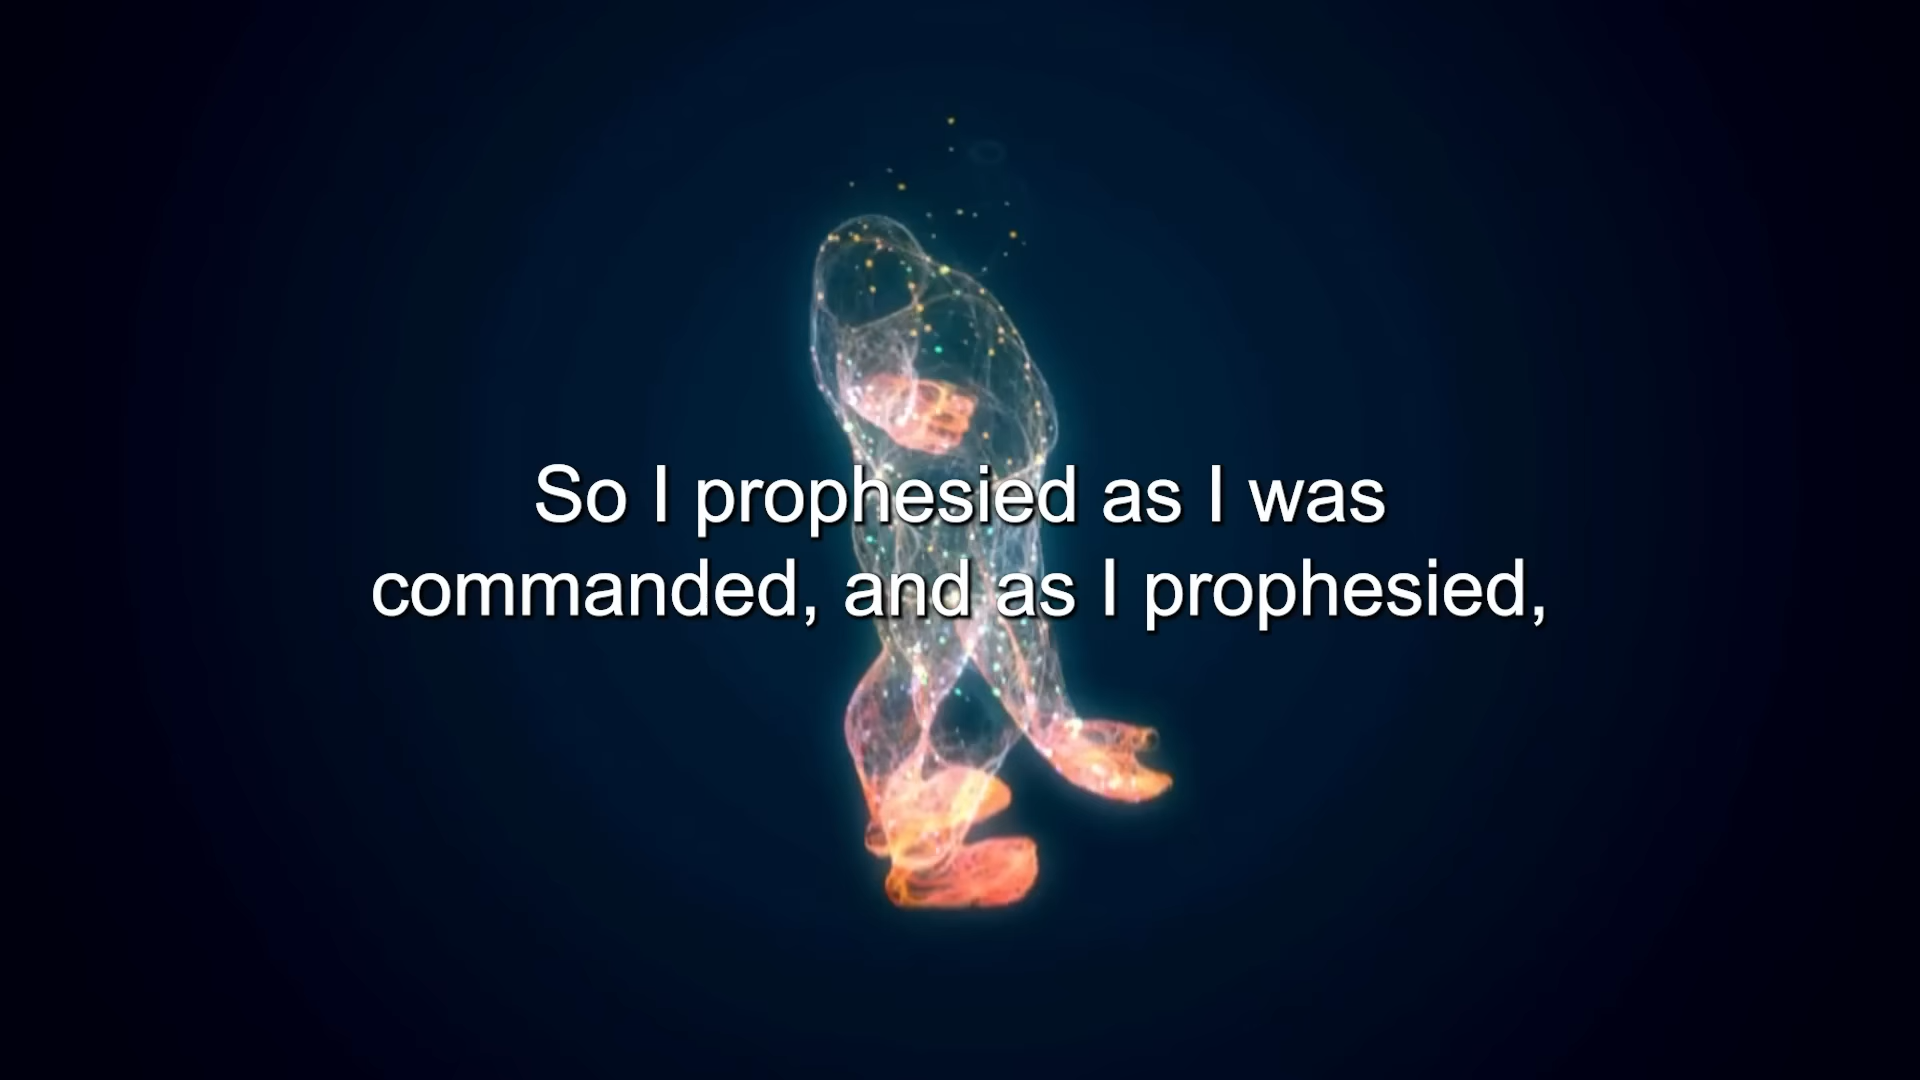 So I prophesied as I was
commanded, and as I prophesied,